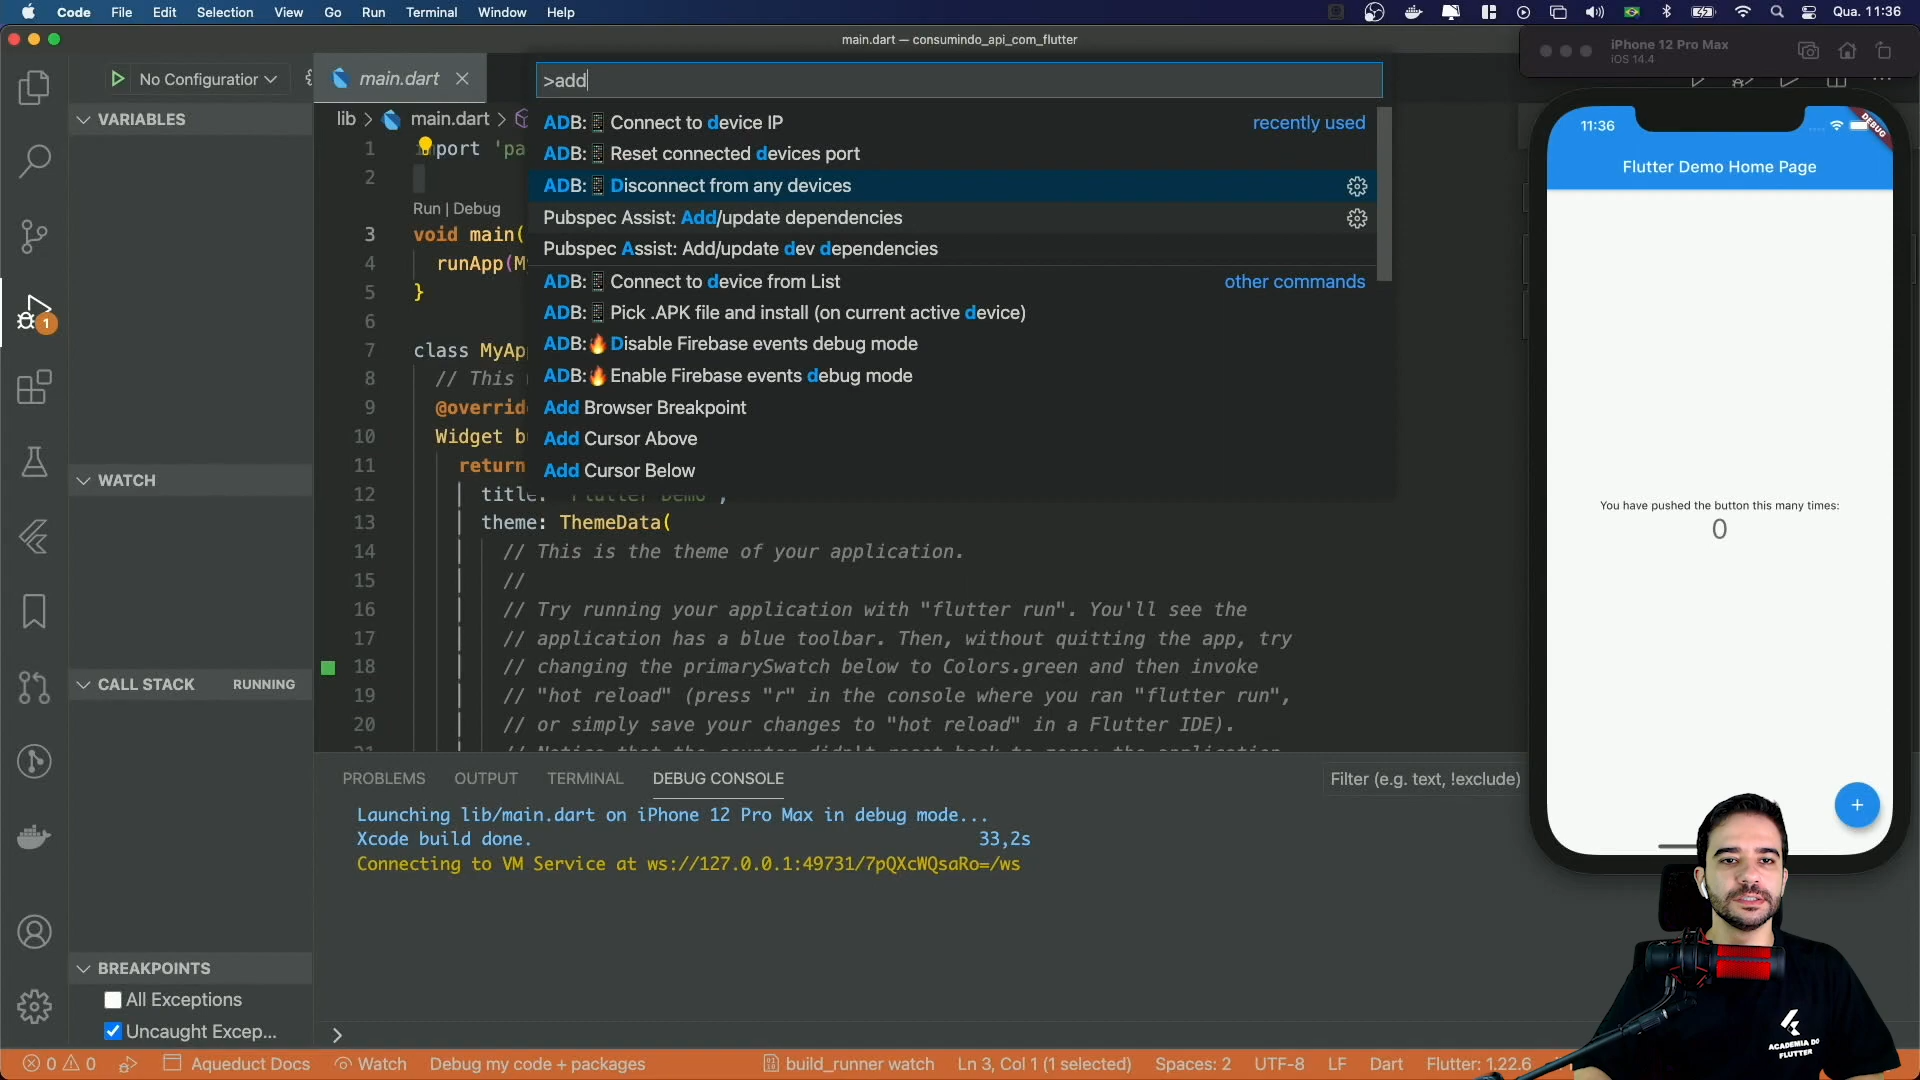 Code File Edit Selection View Go Run Terminal Window Help
Qua. 11:36
main.dart — consumindo_api_com_flutter
iPhone 12 Pro Max
iOS 14.4
No Configuratior
main.dart
>add
VARIABLES
lib > main.dart >
ADB: Connect to device IP
recently used
ADB: Reset connected devices port
ADB: Disconnect from any devices
Pubspec Assist: Add/update dependencies
Pubspec Assist: Add/update dev dependencies
ADB: Connect to device from List
other commands
ADB: Pick .APK file and install (on current active device)
ADB: Disable Firebase events debug mode
ADB: Enable Firebase events debug mode
Add Browser Breakpoint
Add Cursor Above
Add Cursor Below
1 port 'pa
2
Run | Debug
3 void main(
4 runApp(M
5 }
6
7 class MyAp
8 // This
9 @overrid
10 Widget b
11 return
12 title: 'Flutter Demo',
13 theme: ThemeData(
14 // This is the theme of your application.
15 //
16 // Try running your application with "flutter run". You'll see the
17 // application has a blue toolbar. Then, without quitting the app, try
18 // changing the primarySwatch below to Colors.green and then invoke
19 // "hot reload" (press "r" in the console where you ran "flutter run",
20 // or simply save your changes to "hot reload" in a Flutter IDE).
21 // Notice that the counter didn't reset back to zero; the application
1
WATCH
CALL STACK RUNNING
BREAKPOINTS
All Exceptions
Uncaught Excep...
PROBLEMS OUTPUT TERMINAL DEBUG CONSOLE
Filter (e.g. text, !exclude)
Launching lib/main.dart on iPhone 12 Pro Max in debug mode...
Xcode build done. 33,2s
Connecting to VM Service at ws://127.0.0.1:49731/7pQXcWQsaRo=/ws
11:36
DEBUG
Flutter Demo Home Page
You have pushed the button this many times:
0
+
ACADEMIA DO
FLUTTER
0 0 Aqueduct Docs Watch Debug my code + packages build_runner watch Ln 3, Col 1 (1 selected) Spaces: 2 UTF-8 LF Dart Flutter: 1.22.6